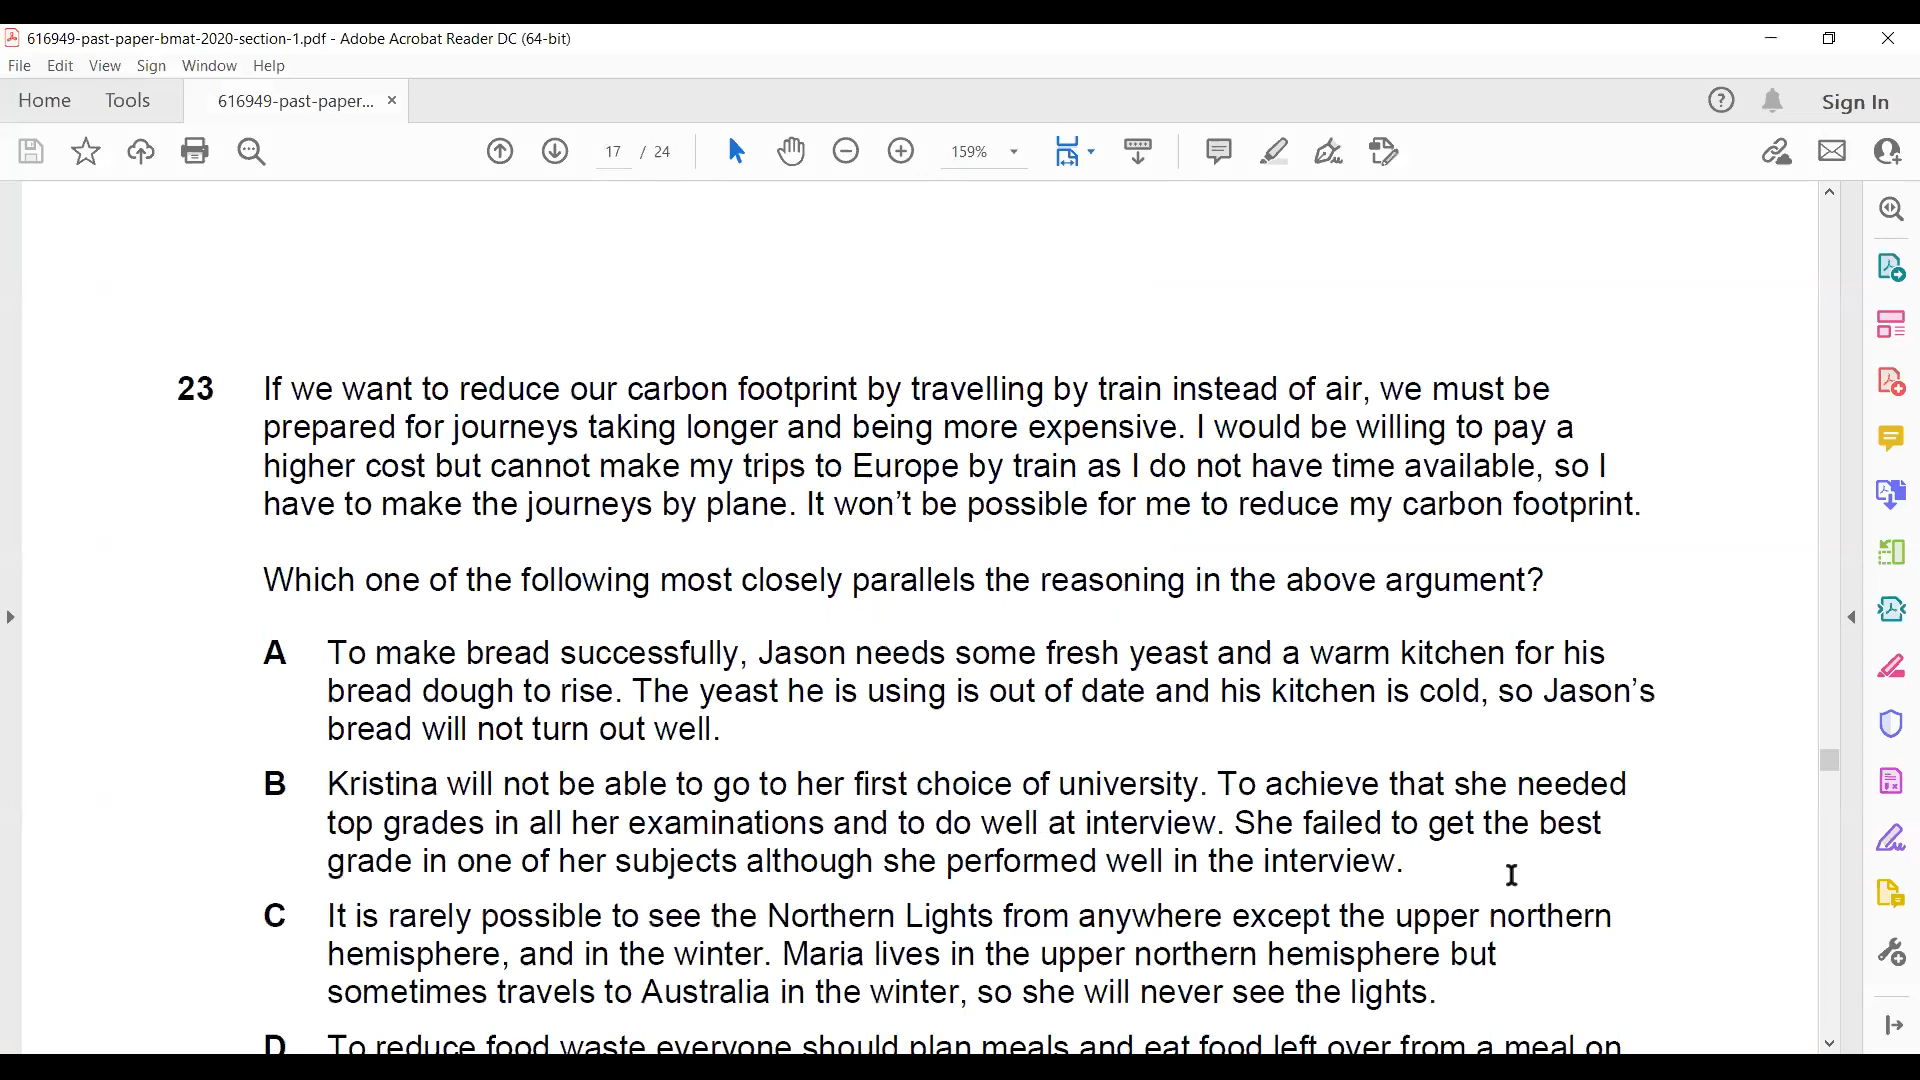 616949-past-paper-bmat-2020-section-1.pdf - Adobe Acrobat Reader DC (64-bit)
File Edit View Sign Window Help
Home Tools 616949-past-paper... × Sign In
17 / 24 159%
23 If we want to reduce our carbon footprint by travelling by train instead of air, we must be
prepared for journeys taking longer and being more expensive. I would be willing to pay a
higher cost but cannot make my trips to Europe by train as I do not have time available, so I
have to make the journeys by plane. It won't be possible for me to reduce my carbon footprint.
Which one of the following most closely parallels the reasoning in the above argument?
A To make bread successfully, Jason needs some fresh yeast and a warm kitchen for his
bread dough to rise. The yeast he is using is out of date and his kitchen is cold, so Jason's
bread will not turn out well.
B Kristina will not be able to go to her first choice of university. To achieve that she needed
top grades in all her examinations and to do well at interview. She failed to get the best
grade in one of her subjects although she performed well in the interview.
C It is rarely possible to see the Northern Lights from anywhere except the upper northern
hemisphere, and in the winter. Maria lives in the upper northern hemisphere but
sometimes travels to Australia in the winter, so she will never see the lights.
D To reduce food waste everyone should plan meals and eat food left over from a meal on